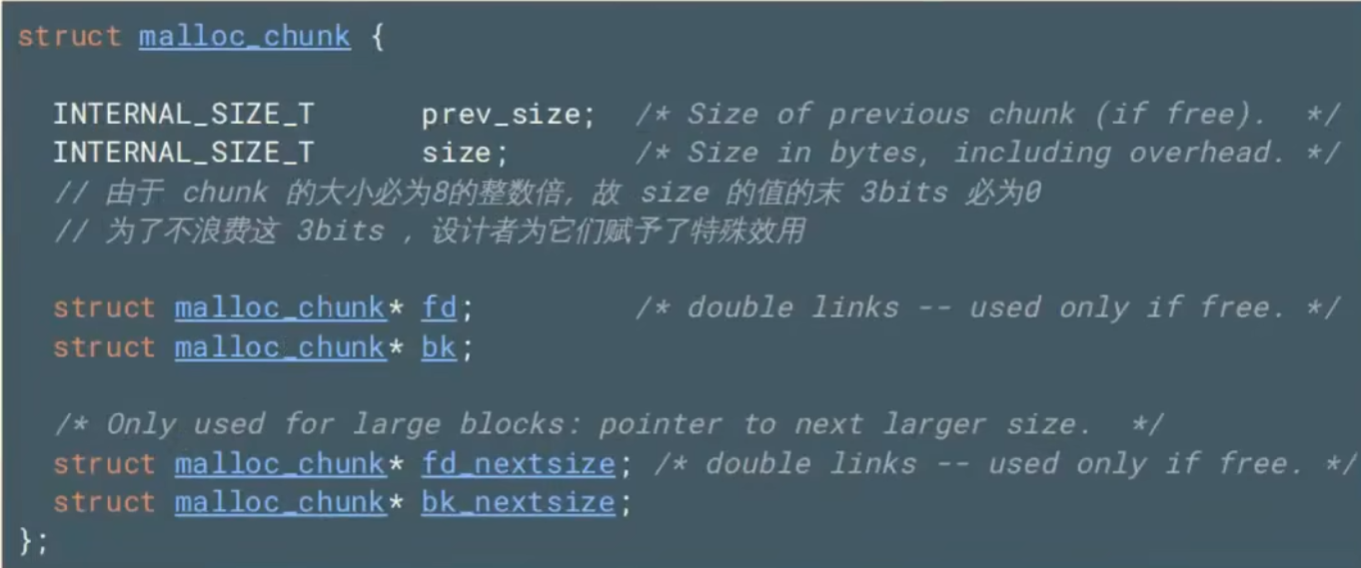 struct malloc_chunk {
INTERNAL_SIZE_T prev_size; /* Size of previous chunk (if free). */
INTERNAL_SIZE_T size; /* Size in bytes, including overhead. */
// 由于 chunk 的大小必为8的整数倍，故 size 的值的末 3bits 必为0
// 为了不浪费这 3bits ，设计者为它们赋予了特殊效用
struct malloc_chunk* fd; /* double links -- used only if free. */
struct malloc_chunk* bk;
/* Only used for large blocks: pointer to next larger size. */
struct malloc_chunk* fd_nextsize; /* double links -- used only if free. */
struct malloc_chunk* bk_nextsize;
};